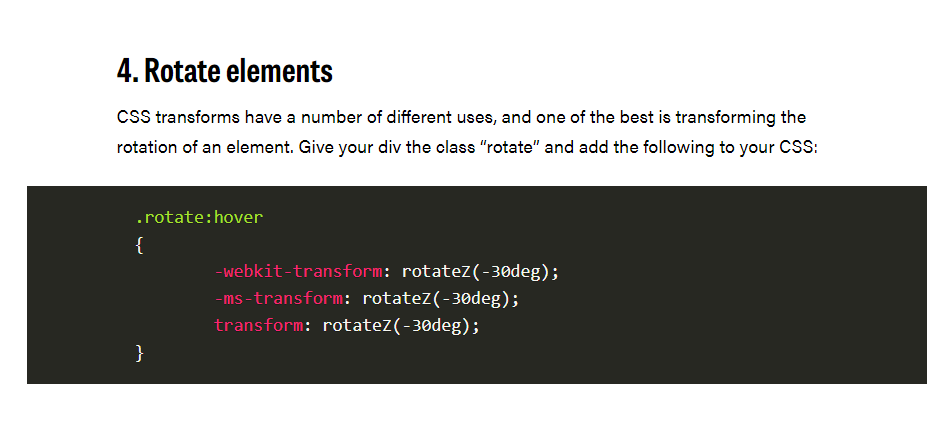 4. Rotate elements
CSS transforms have a number of different uses, and one of the best is transforming the
rotation of an element. Give your div the class “rotate” and add the following to your CSS:
.rotate:hover
{
-webkit-transform: rotateZ(-30deg);
-ms-transform: rotateZ(-30deg);
transform: rotateZ(-30deg);
}